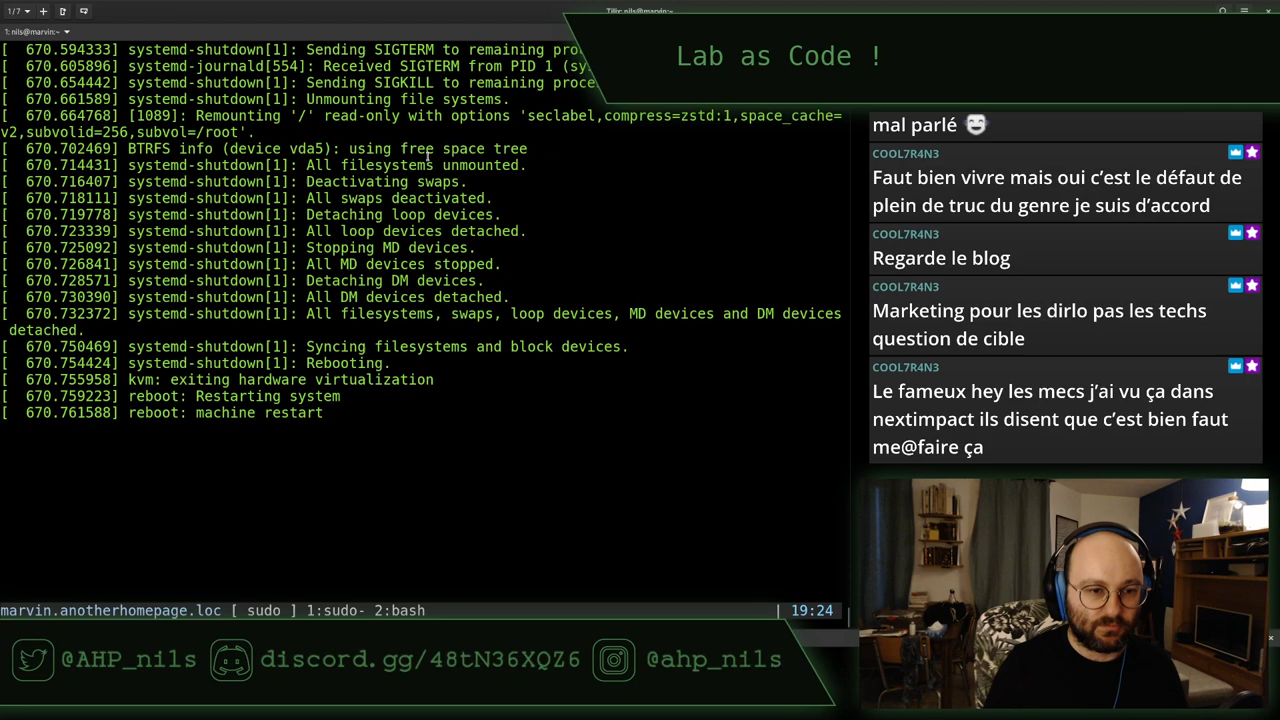 1/7
Tilix: nils@marvin:~
1: nils@marvin:~
Lab as Code !
[  670.594333] systemd-shutdown[1]: Sending SIGTERM to remaining pro
[  670.605896] systemd-journald[554]: Received SIGTERM from PID 1 (sy
[  670.654442] systemd-shutdown[1]: Sending SIGKILL to remaining proce
[  670.661589] systemd-shutdown[1]: Unmounting file systems.
[  670.664768] [1089]: Remounting '/' read-only with options 'seclabel,compress=zstd:1,space_cache=
v2,subvolid=256,subvol=/root'.
[  670.702469] BTRFS info (device vda5): using free space tree
[  670.714431] systemd-shutdown[1]: All filesystems unmounted.
[  670.716407] systemd-shutdown[1]: Deactivating swaps.
[  670.718111] systemd-shutdown[1]: All swaps deactivated.
[  670.719778] systemd-shutdown[1]: Detaching loop devices.
[  670.723339] systemd-shutdown[1]: All loop devices detached.
[  670.725092] systemd-shutdown[1]: Stopping MD devices.
[  670.726841] systemd-shutdown[1]: All MD devices stopped.
[  670.728571] systemd-shutdown[1]: Detaching DM devices.
[  670.730390] systemd-shutdown[1]: All DM devices detached.
[  670.732372] systemd-shutdown[1]: All filesystems, swaps, loop devices, MD devices and DM devices
detached.
[  670.750469] systemd-shutdown[1]: Syncing filesystems and block devices.
[  670.754424] systemd-shutdown[1]: Rebooting.
[  670.755958] kvm: exiting hardware virtualization
[  670.759223] reboot: Restarting system
[  670.761588] reboot: machine restart
marvin.anotherhomepage.loc [ sudo ] 1:sudo- 2:bash | 19:24
mal parlé
COOL7R4N3
Faut bien vivre mais oui c’est le défaut de
plein de truc du genre je suis d’accord
COOL7R4N3
Regarde le blog
COOL7R4N3
Marketing pour les dirlo pas les techs
question de cible
COOL7R4N3
Le fameux hey les mecs j’ai vu ça dans
nextimpact ils disent que c’est bien faut
me@faire ça
@AHP_nils discord.gg/48tN36XQZ6 @ahp_nils